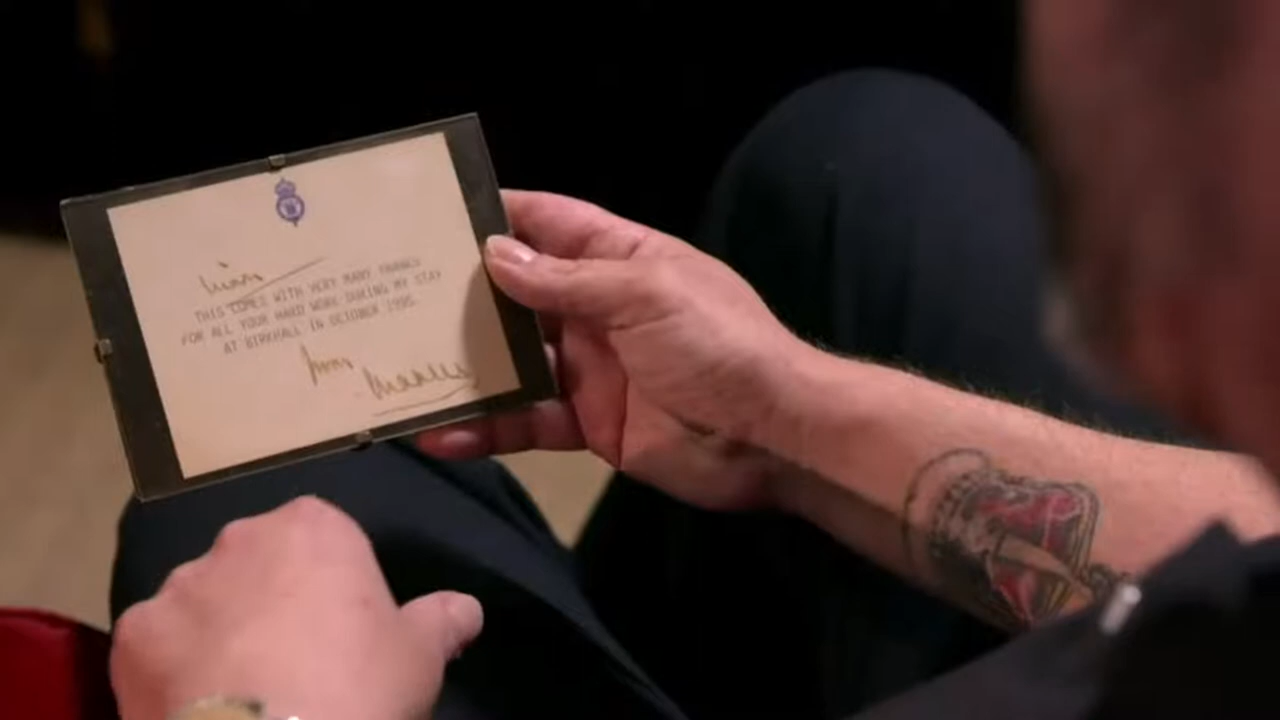 THIS COMES WITH VERY MANY THANKS
FOR ALL YOUR HARD WORK DURING MY STAY
AT BIRKHALL IN OCTOBER 1995